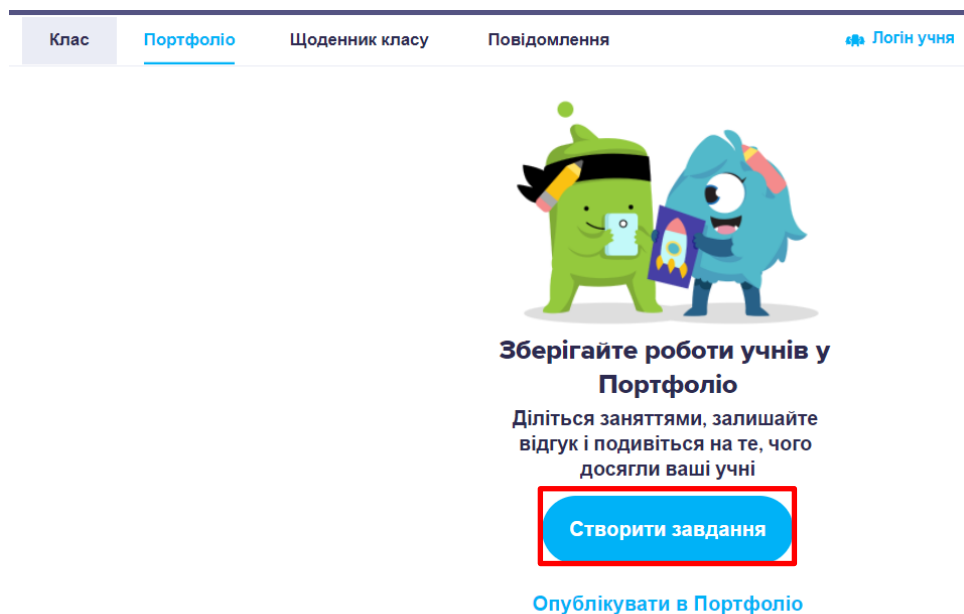 Клас Портфоліо Щоденник класу Повідомлення Логін учня
Зберігайте роботи учнів у
Портфоліо
Діліться заняттями, залишайте
відгук і подивіться на те, чого
досягли ваші учні
Створити завдання
Опублікувати в Портфоліо